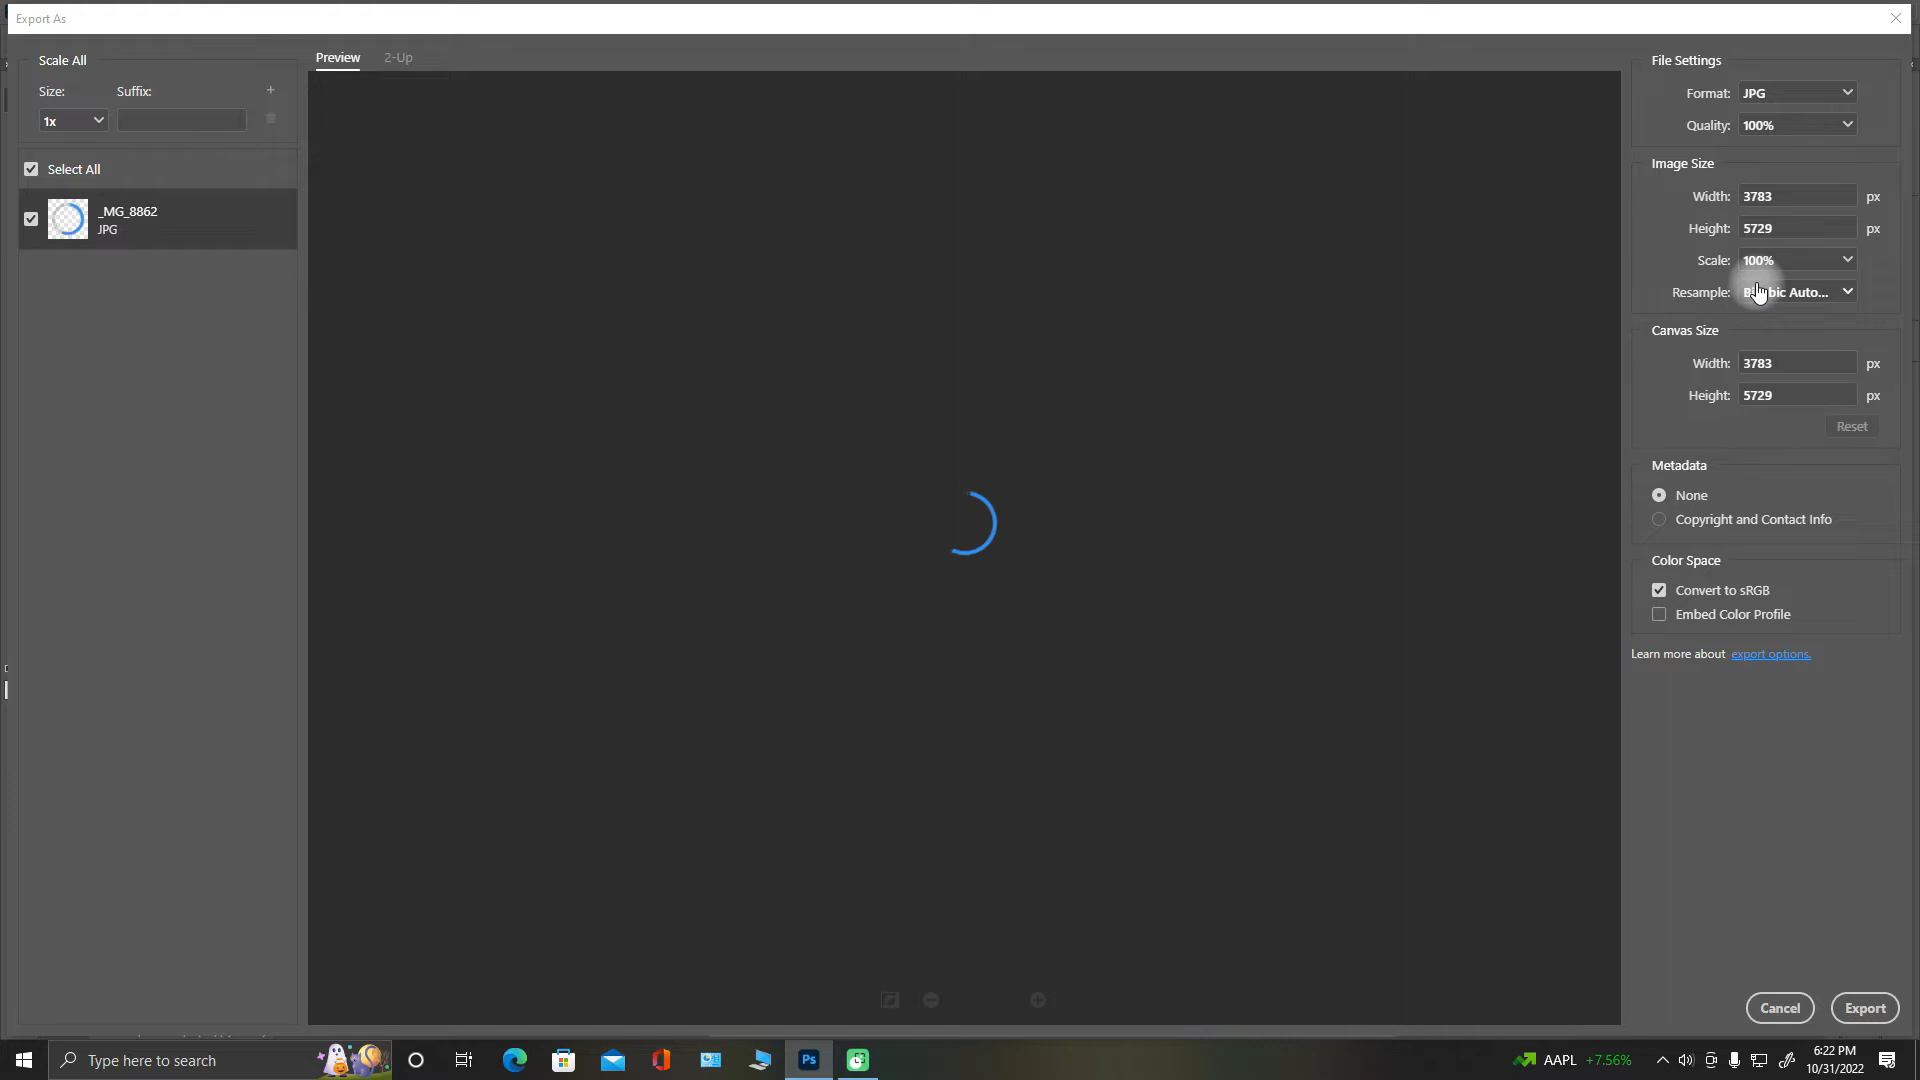 Export As
Scale All
Size:
Suffix:
1x
Select All
_MG_8862
JPG
Preview
2-Up
File Settings
Format:
JPG
Quality:
100%
Image Size
Width:
3783
px
Height:
5729
px
Scale:
100%
Resample:
Auto...
Canvas Size
Width:
3783
px
Height:
5729
px
Reset
Metadata
None
Copyright and Contact Info
Color Space
Convert to sRGB
Embed Color Profile
Learn more about export options.
Cancel
Export
Type here to search
Ps
AAPL +7.56%
6:22 PM
10/31/2022